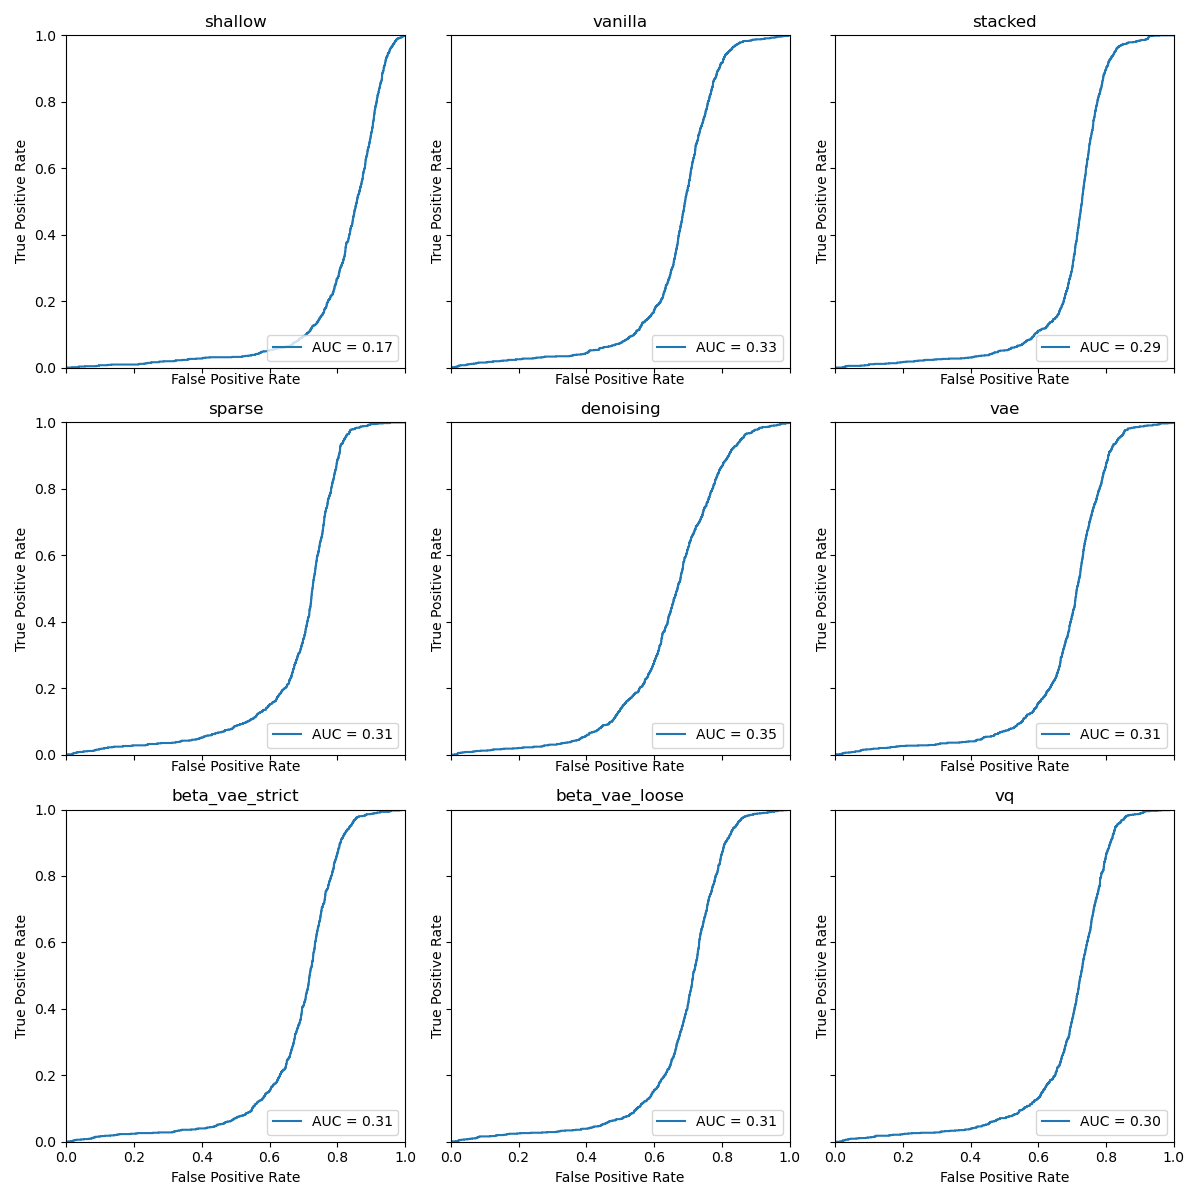 shallow
vanilla
stacked
1.0
0.8
0.6
0.4
0.2
0.0
True Positive Rate
AUC = 0.17
False Positive Rate
True Positive Rate
AUC = 0.33
False Positive Rate
True Positive Rate
AUC = 0.29
False Positive Rate
sparse
denoising
vae
1.0
0.8
0.6
0.4
0.2
0.0
True Positive Rate
AUC = 0.31
False Positive Rate
True Positive Rate
AUC = 0.35
False Positive Rate
True Positive Rate
AUC = 0.31
False Positive Rate
beta_vae_strict
beta_vae_loose
vq
1.0
0.8
0.6
0.4
0.2
0.0
True Positive Rate
AUC = 0.31
0.0 0.2 0.4 0.6 0.8 1.0
False Positive Rate
True Positive Rate
AUC = 0.31
0.0 0.2 0.4 0.6 0.8 1.0
False Positive Rate
True Positive Rate
AUC = 0.30
0.0 0.2 0.4 0.6 0.8 1.0
False Positive Rate